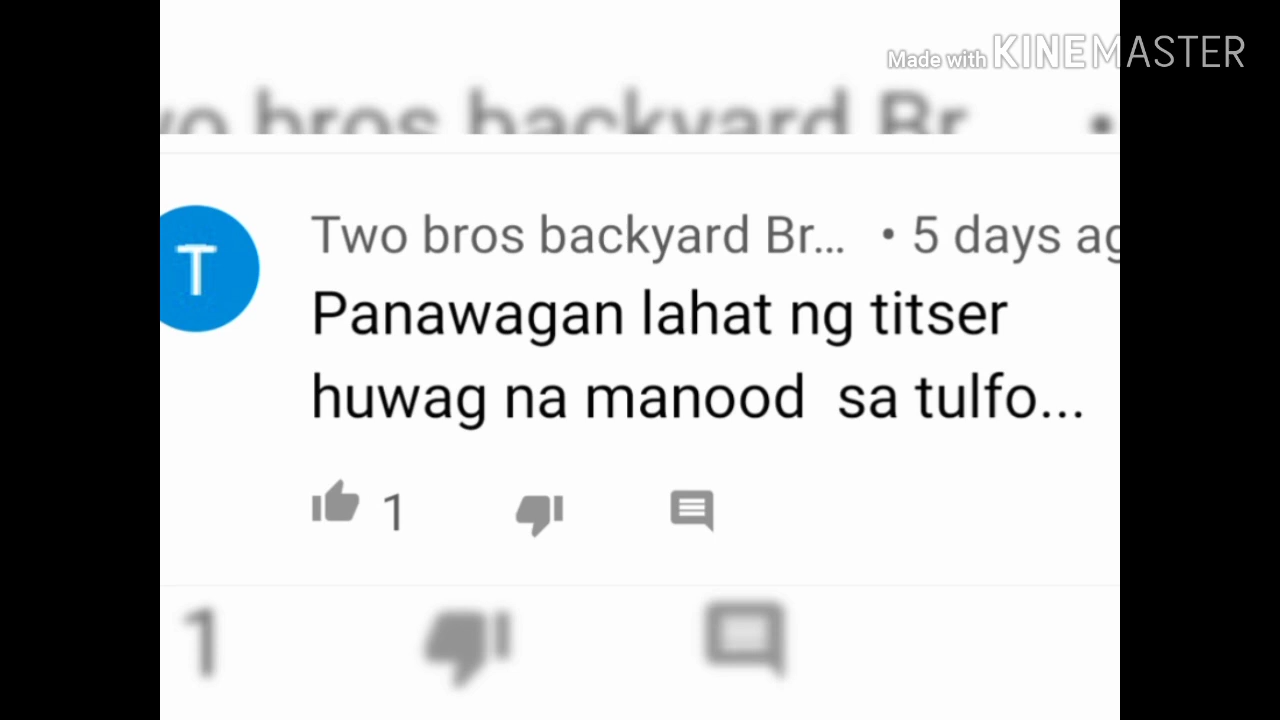 Made with KINEMASTER
wo bros backyard Br •
T
Two bros backyard Br... • 5 days ag
Panawagan lahat ng titser
huwag na manood sa tulfo...
1
1